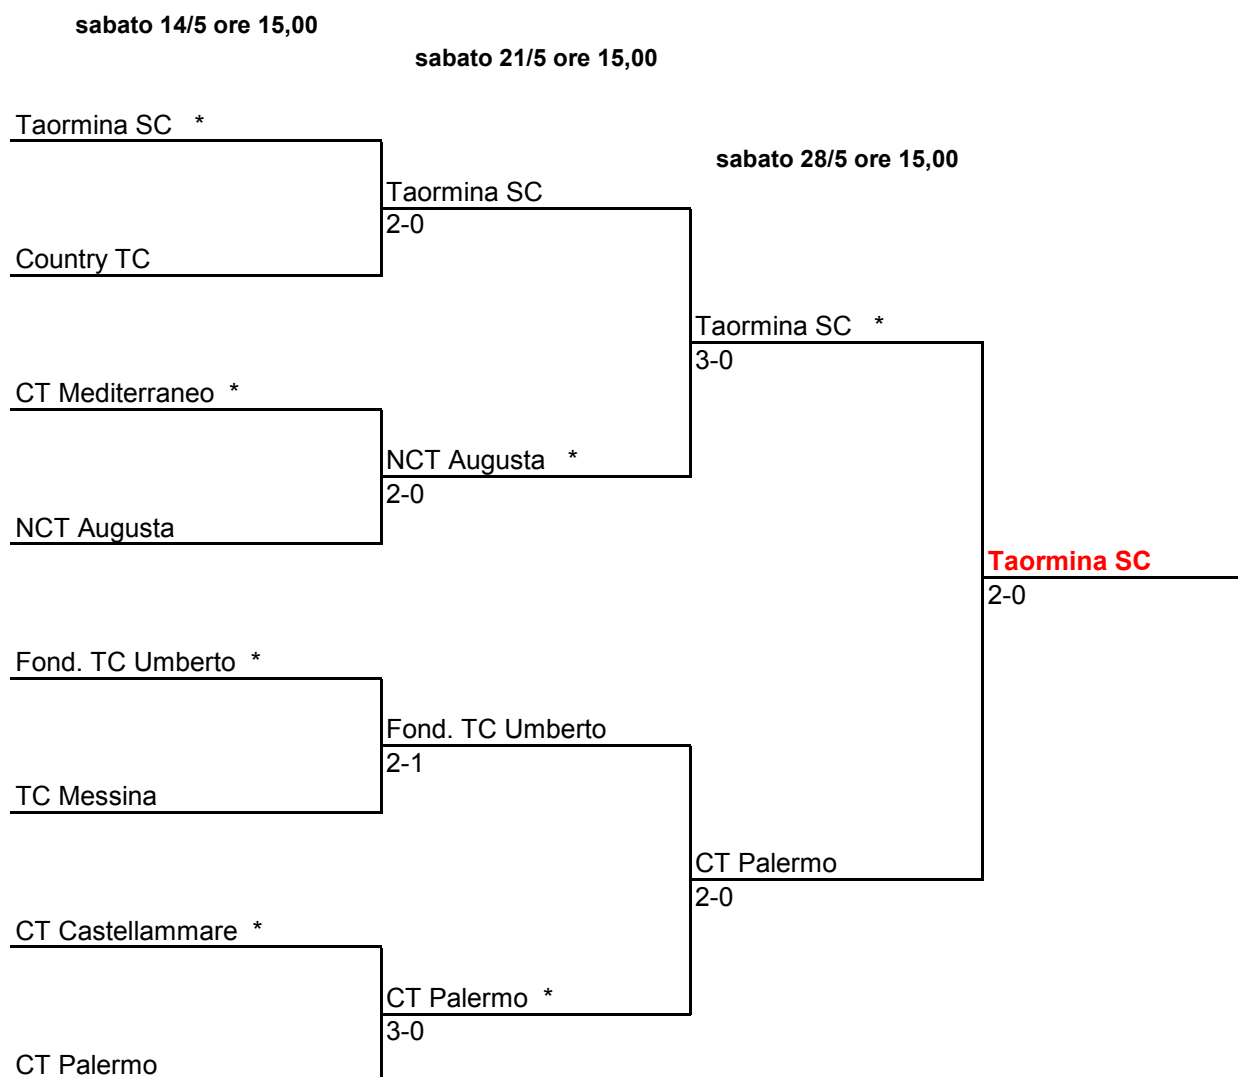 sabato 14/5 ore 15,00
sabato 21/5 ore 15,00
Taormina SC *
sabato 28/5 ore 15,00
Taormina SC
2-0
Country TC
Taormina SC *
3-0
CT Mediterraneo *
NCT Augusta *
2-0
NCT Augusta
Taormina SC
2-0
Fond. TC Umberto *
Fond. TC Umberto
2-1
TC Messina
CT Palermo
2-0
CT Castellammare *
CT Palermo *
3-0
CT Palermo